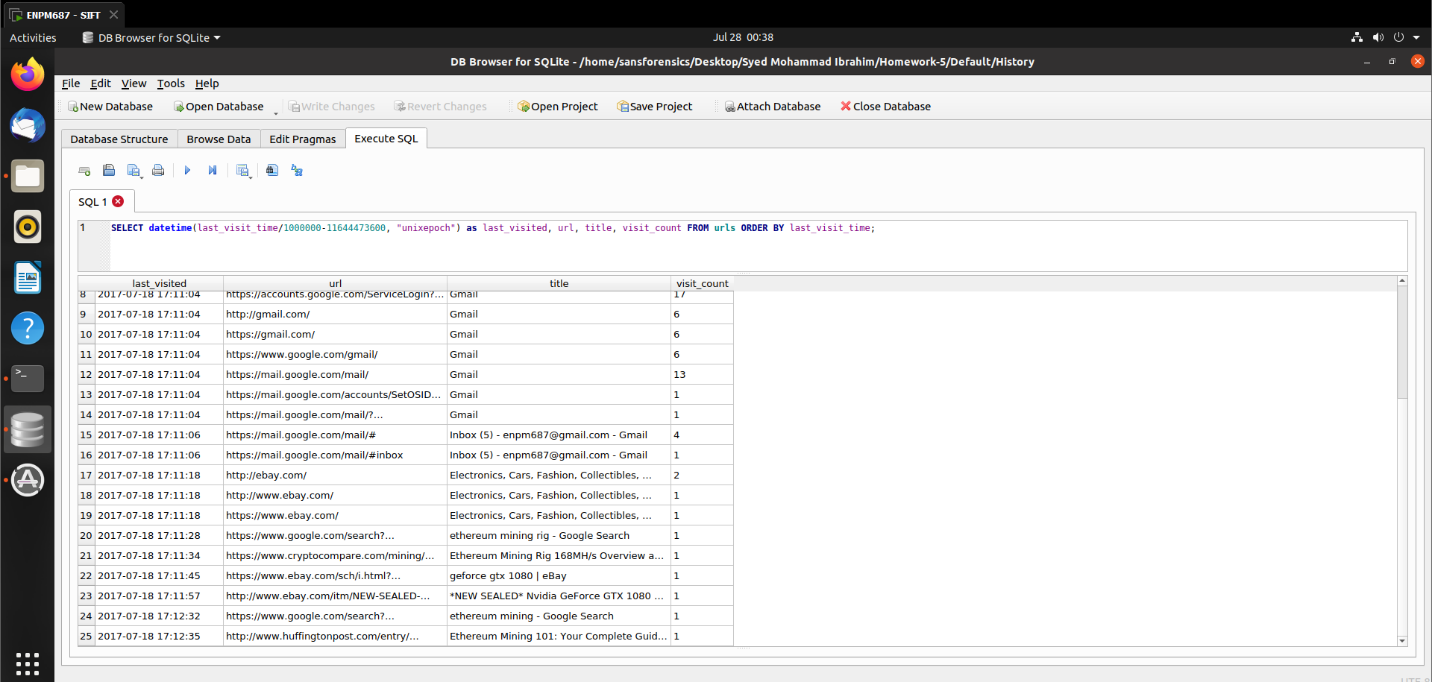 ENPM687 - SIFT
Activities DB Browser for SQLite Jul 28 00:38
DB Browser for SQLite - /home/sansforensics/Desktop/Syed Mohammad Ibrahim/Homework-5/Default/History
File Edit View Tools Help
New Database Open Database Write Changes Revert Changes Open Project Save Project Attach Database Close Database
Database Structure Browse Data Edit Pragmas Execute SQL
SQL 1
1 SELECT datetime(last_visit_time/1000000-11644473600, "unixepoch") as last_visited, url, title, visit_count FROM urls ORDER BY last_visit_time;
last_visited url title visit_count
8 2017-07-18 17:11:04 https://accounts.google.com/ServiceLogin?... Gmail 17
9 2017-07-18 17:11:04 http://gmail.com/ Gmail 6
10 2017-07-18 17:11:04 https://gmail.com/ Gmail 6
11 2017-07-18 17:11:04 https://www.google.com/gmail/ Gmail 6
12 2017-07-18 17:11:04 https://mail.google.com/mail/ Gmail 13
13 2017-07-18 17:11:04 https://mail.google.com/accounts/SetOSID... Gmail 1
14 2017-07-18 17:11:04 https://mail.google.com/mail/?... Gmail 1
15 2017-07-18 17:11:06 https://mail.google.com/mail/# Inbox (5) - enpm687@gmail.com - Gmail 4
16 2017-07-18 17:11:06 https://mail.google.com/mail/#inbox Inbox (5) - enpm687@gmail.com - Gmail 1
17 2017-07-18 17:11:18 http://ebay.com/ Electronics, Cars, Fashion, Collectibles, ... 2
18 2017-07-18 17:11:18 http://www.ebay.com/ Electronics, Cars, Fashion, Collectibles, ... 1
19 2017-07-18 17:11:18 https://www.ebay.com/ Electronics, Cars, Fashion, Collectibles, ... 1
20 2017-07-18 17:11:28 https://www.google.com/search?... ethereum mining rig - Google Search 1
21 2017-07-18 17:11:34 https://www.cryptocompare.com/mining/... Ethereum Mining Rig 168MH/s Overview a... 1
22 2017-07-18 17:11:45 https://www.ebay.com/sch/i.html?... geforce gtx 1080 | eBay 1
23 2017-07-18 17:11:57 http://www.ebay.com/itm/NEW-SEALED-... *NEW SEALED* Nvidia GeForce GTX 1080 ... 1
24 2017-07-18 17:12:32 https://www.google.com/search?... ethereum mining - Google Search 1
25 2017-07-18 17:12:35 http://www.huffingtonpost.com/entry/... Ethereum Mining 101: Your Complete Guid... 1